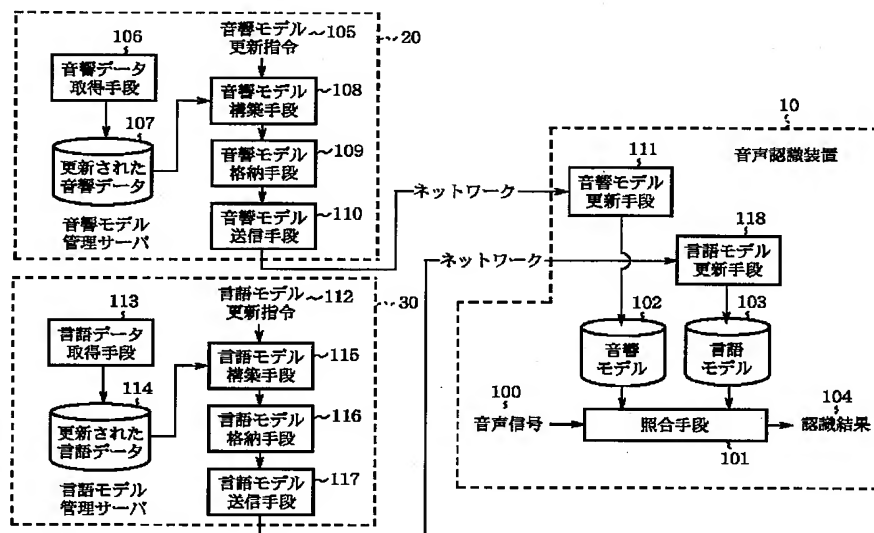 音響モデル
更新指令
105
20
106
音響データ
取得手段
107
更新された
音響データ
音響モデル
管理サーバ
音響モデル
構築手段
108
音響モデル
格納手段
109
音響モデル
送信手段
110
ネットワーク
10
音声認識装置
111
音響モデル
更新手段
ネットワーク
118
言語モデル
更新手段
言語モデル
更新指令
112
30
113
言語データ
取得手段
114
更新された
言語データ
言語モデル
管理サーバ
言語モデル
構築手段
115
言語モデル
格納手段
116
言語モデル
送信手段
117
102
音響
モデル
103
言語
モデル
100
音声信号
照合手段
101
104
認識結果